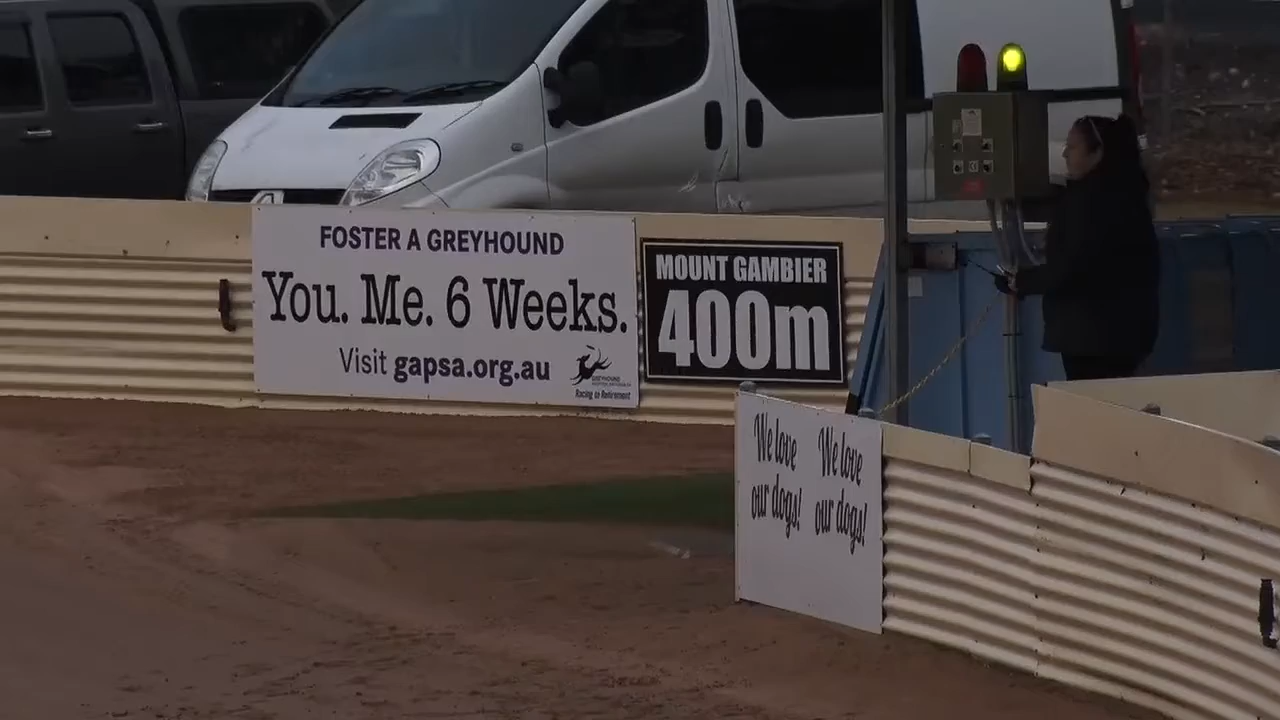 FOSTER A GREYHOUND
You. Me. 6 Weeks.
Visit gapsa.org.au
GREYHOUND
Racing to Retirement
MOUNT GAMBIER
400m
We love
our dogs!
We love
our dogs!